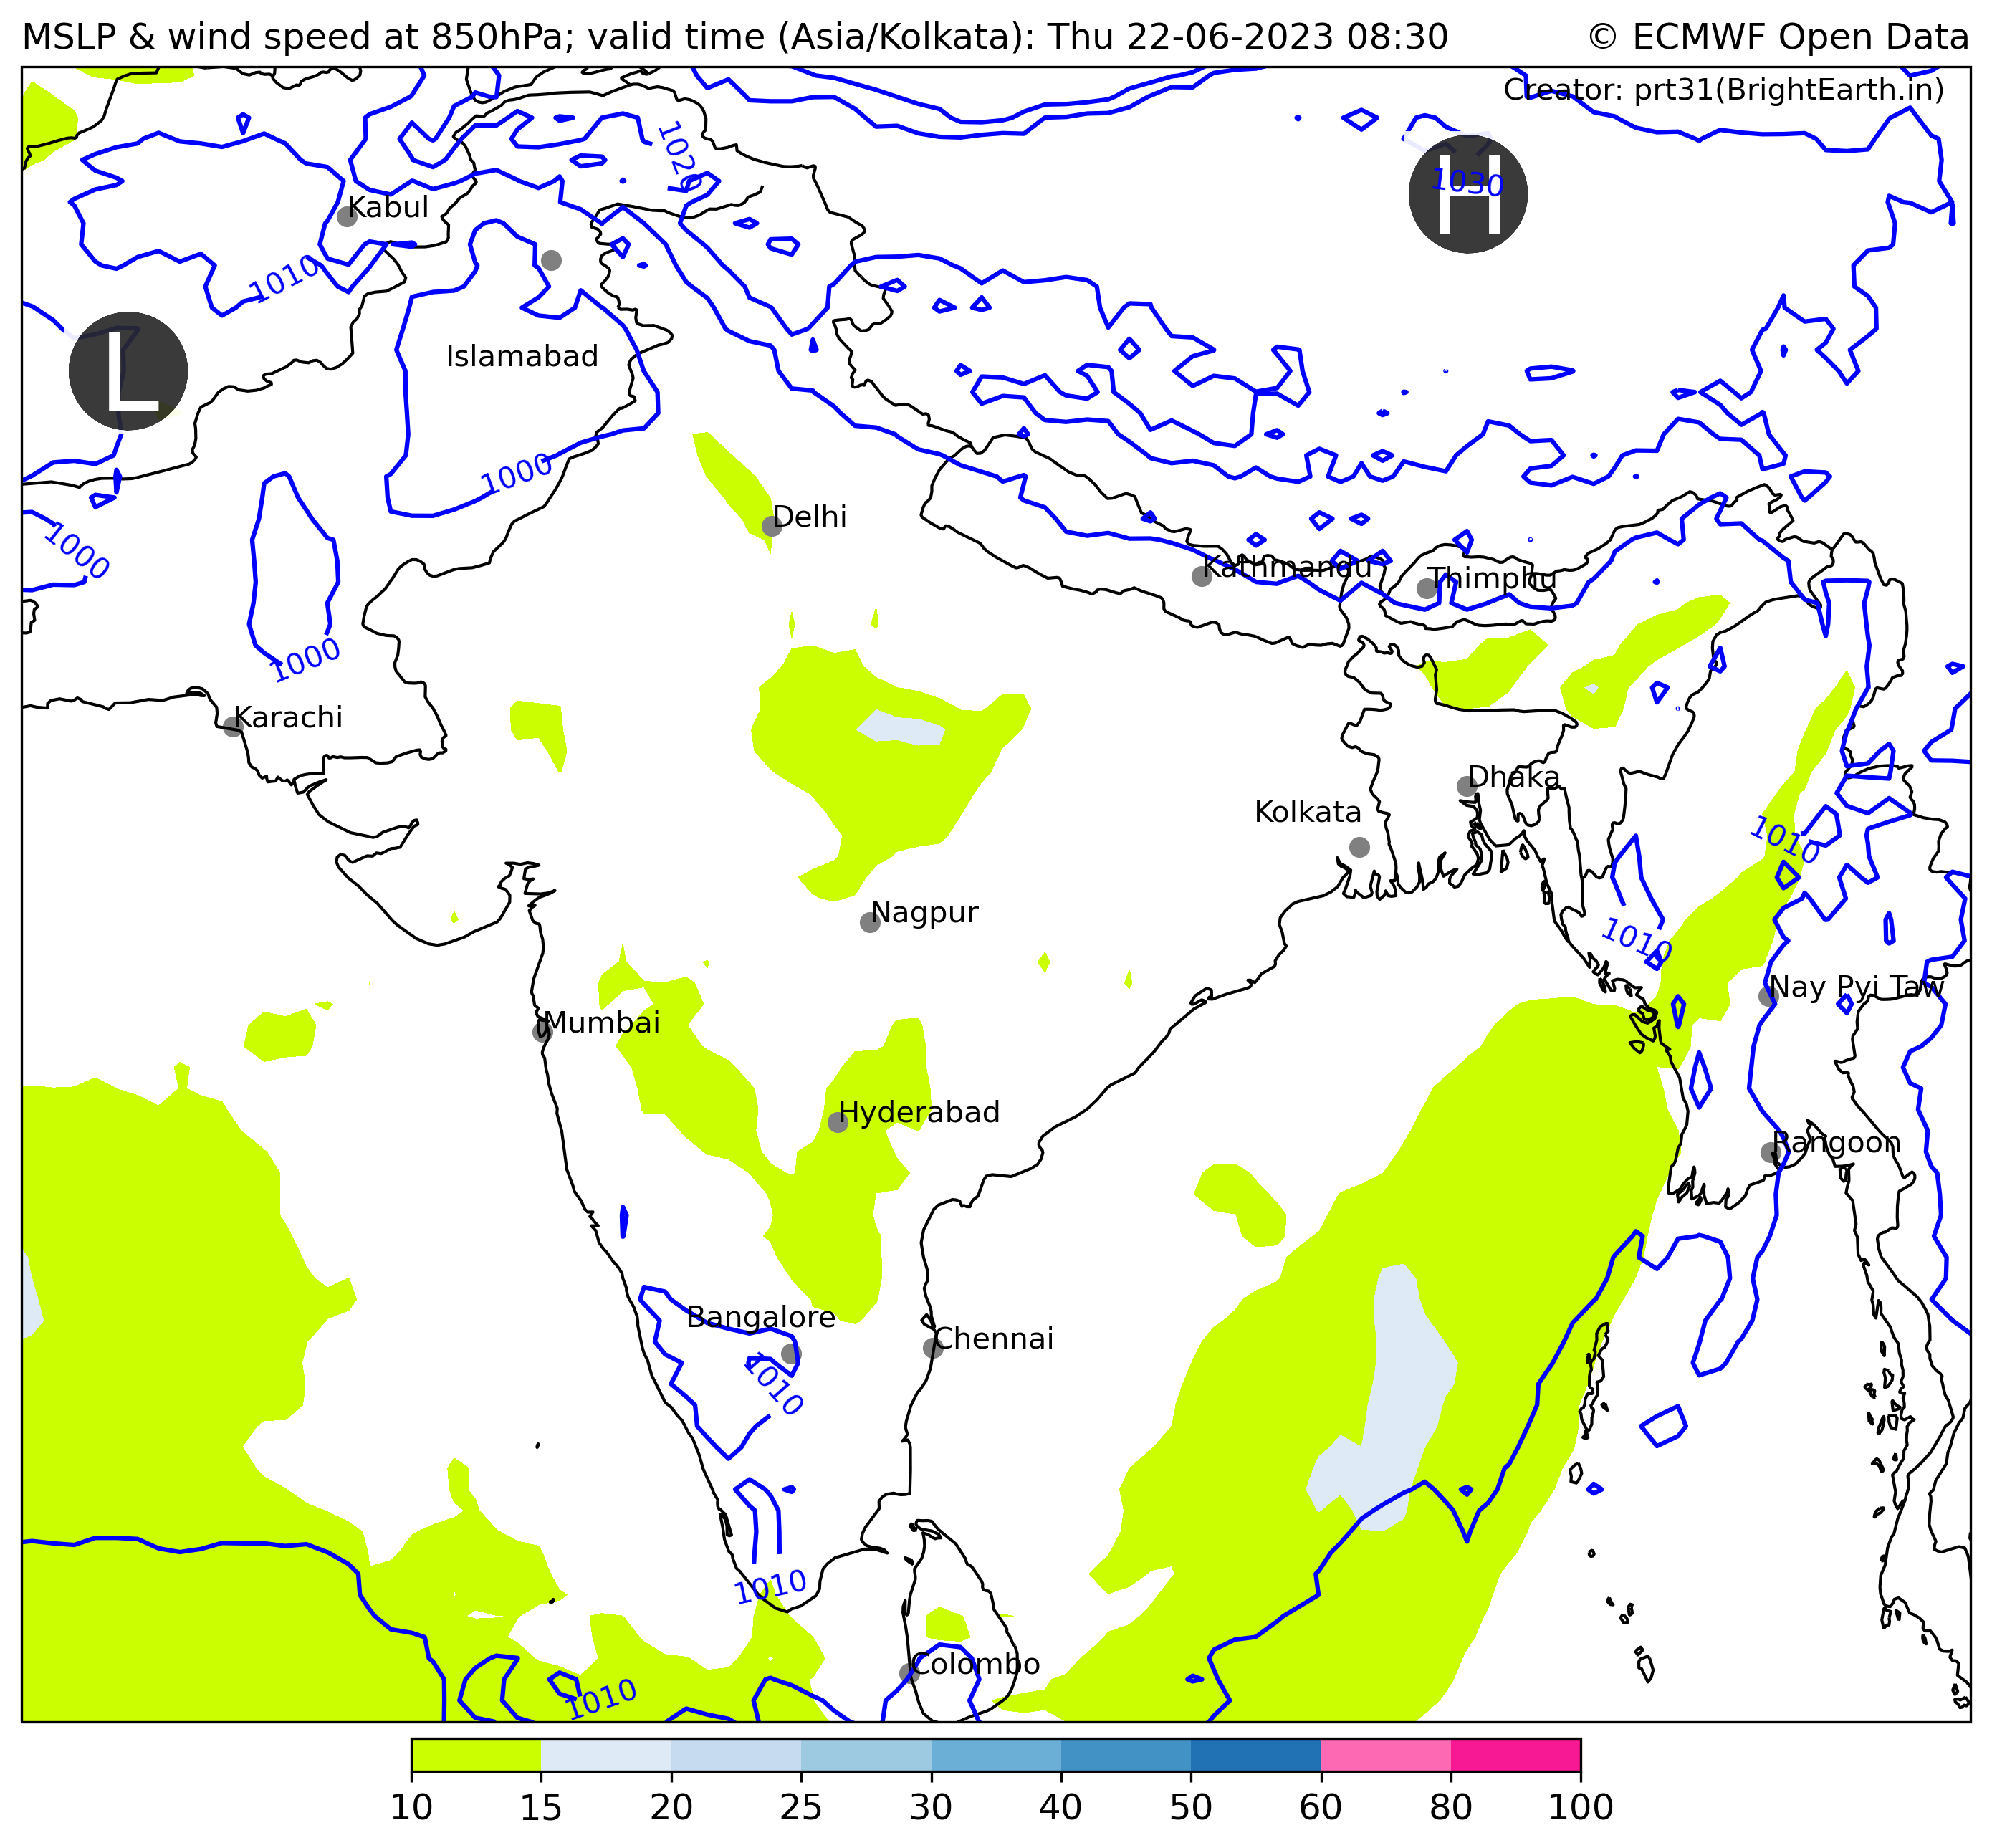 MSLP & wind speed at 850hPa; valid time (Asia/Kolkata): Thu 22-06-2023 08:30
© ECMWF Open Data
Creator: prt31(BrightEarth.in)
1020
H
1030
Kabul
1010
L
Islamabad
1000
Delhi
1000
Kathmandu
Thimphu
1000
Karachi
Dhaka
Kolkata
1010
Nagpur
1010
Nay Pyi Taw
Mumbai
Hyderabad
Rangoon
Bangalore
Chennai
1010
1010
Colombo
1010
10 15 20 25 30 40 50 60 80 100